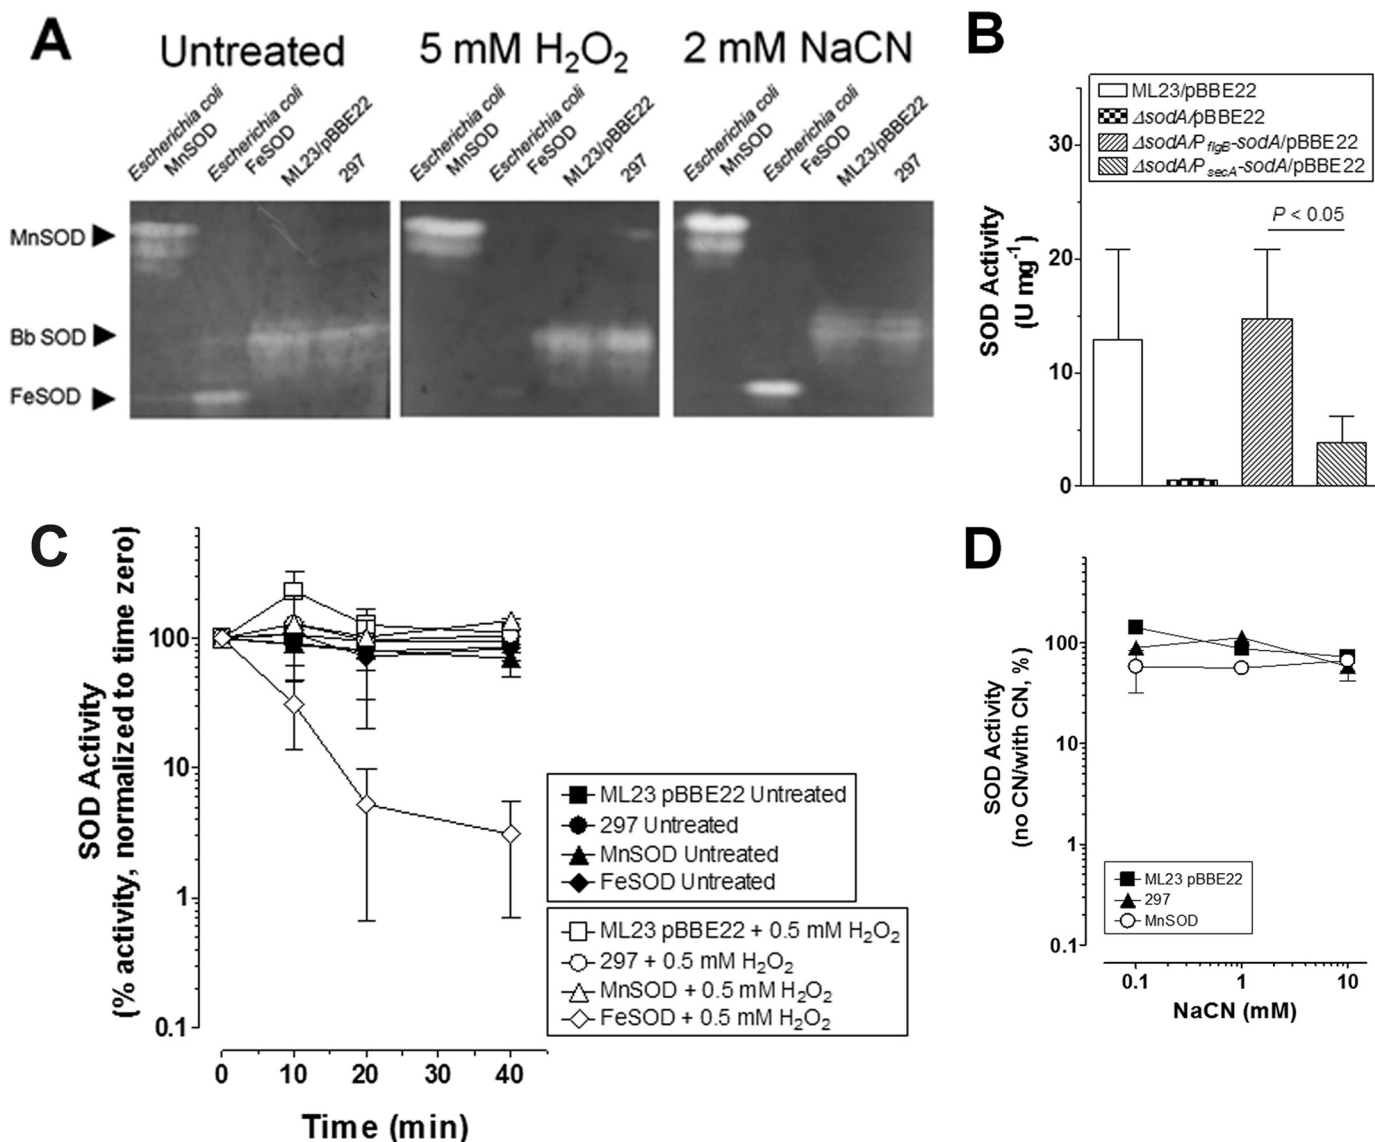 A
Untreated
5 mM H₂O₂
2 mM NaCN
Escherichia coli
MnSOD
Escherichia coli
FeSOD
ML23/pBBE22
297
Escherichia coli
MnSOD
Escherichia coli
FeSOD
ML23/pBBE22
297
Escherichia coli
MnSOD
Escherichia coli
FeSOD
ML23/pBBE22
297
MnSOD
Bb SOD
FeSOD
B
ML23/pBBE22
ΔsodA/pBBE22
ΔsodA/PflgB-sodA/pBBE22
ΔsodA/PsecA-sodA/pBBE22
P < 0.05
SOD Activity
(U mg⁻¹)
30
20
10
0
C
SOD Activity
(% activity, normalized to time zero)
100
10
1
0.1
0
10
20
30
40
Time (min)
ML23 pBBE22 Untreated
297 Untreated
MnSOD Untreated
FeSOD Untreated
ML23 pBBE22 + 0.5 mM H₂O₂
297 + 0.5 mM H₂O₂
MnSOD + 0.5 mM H₂O₂
FeSOD + 0.5 mM H₂O₂
D
SOD Activity
(no CN/with CN, %)
100
10
1
0.1
ML23 pBBE22
297
MnSOD
0.1
1
10
NaCN (mM)